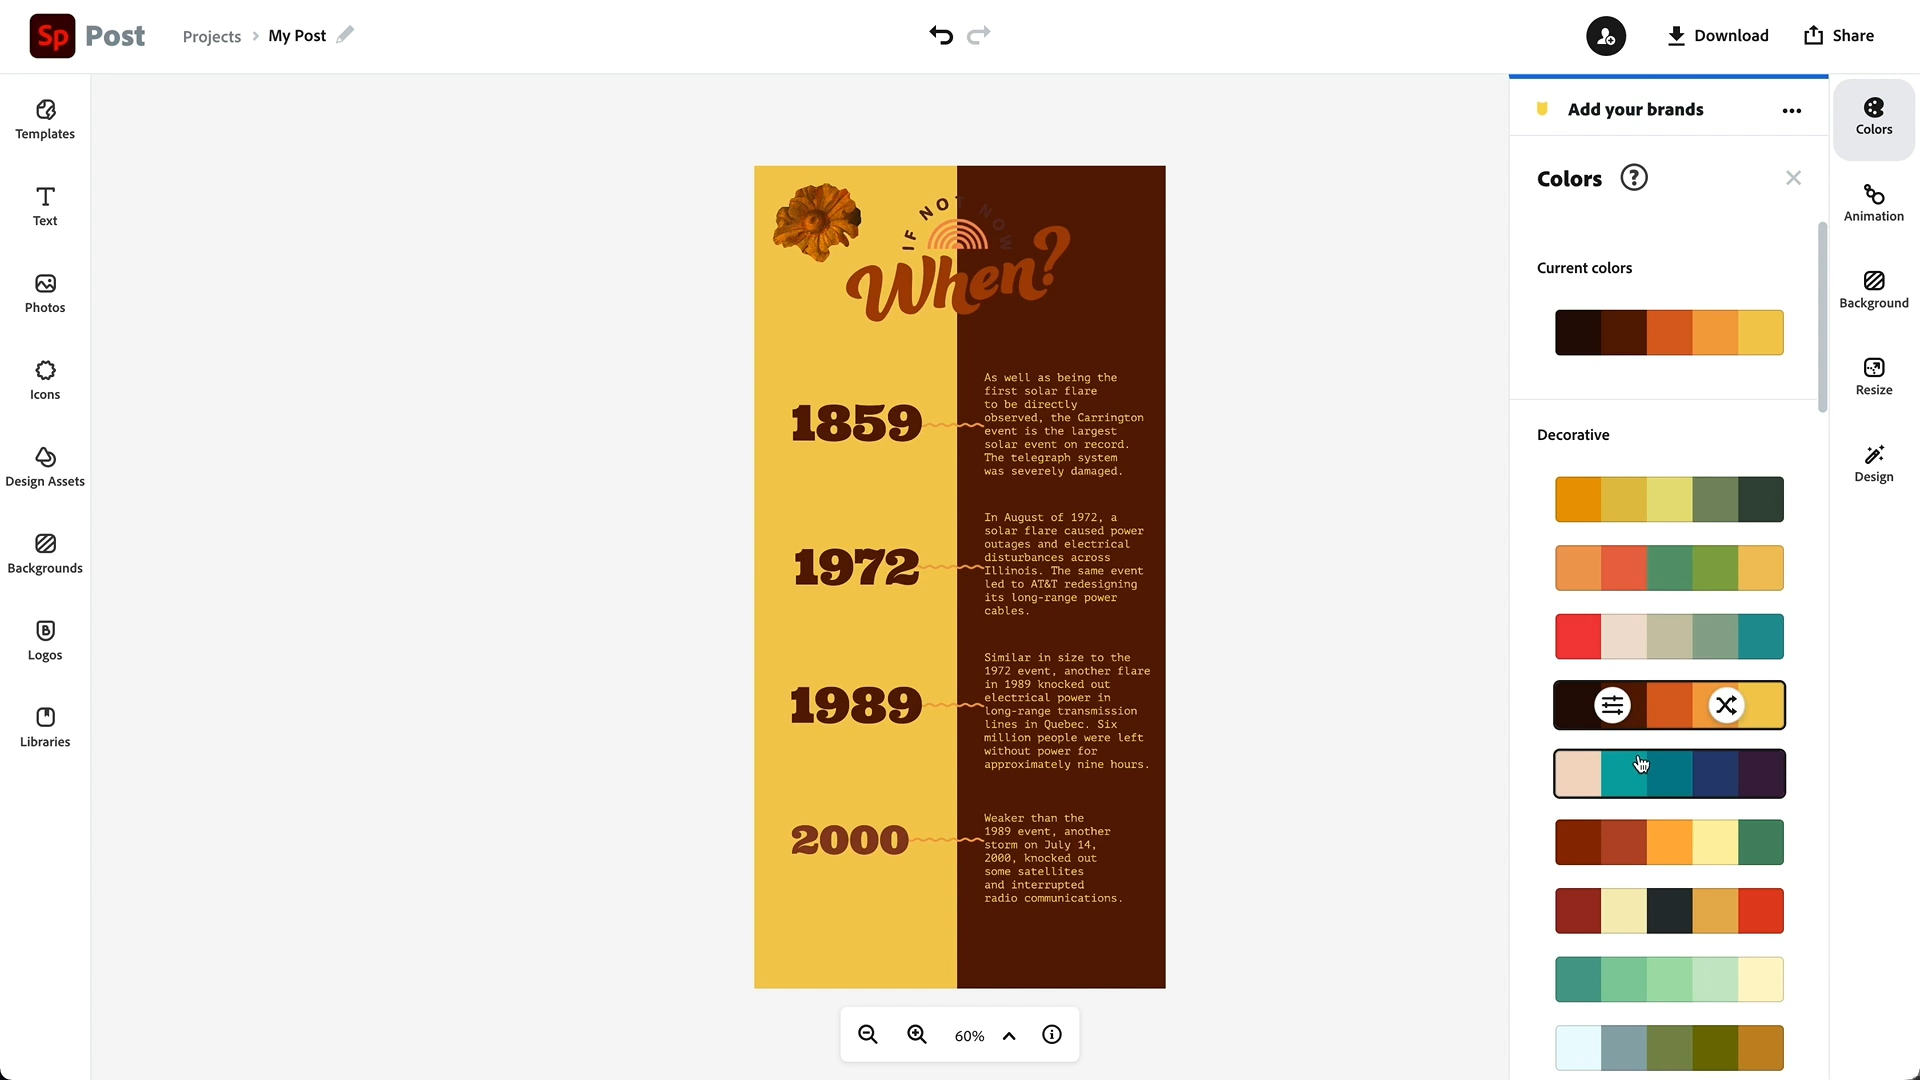 Sp Post
Projects > My Post
Download
Share
Templates
Text
Photos
Icons
Design Assets
Backgrounds
Logos
Libraries
IF NOT NOW
When?
1859
As well as being the
first solar flare
to be directly
observed, the Carrington
event is the largest
solar event on record.
The telegraph system
was severely damaged.
1972
In August of 1972, a
solar flare caused power
outages and electrical
disturbances across
Illinois. The same event
led to AT&T redesigning
its long-range power
cables.
1989
Similar in size to the
1972 event, another flare
in 1989 knocked out
electrical power in
long-range transmission
lines in Quebec. Six
million people were left
without power for
approximately nine hours.
2000
Weaker than the
1989 event, another
storm on July 14,
2000, knocked out
some satellites
and interrupted
radio communications.
60%
Add your brands
Colors
Current colors
Decorative
Colors
Animation
Background
Resize
Design